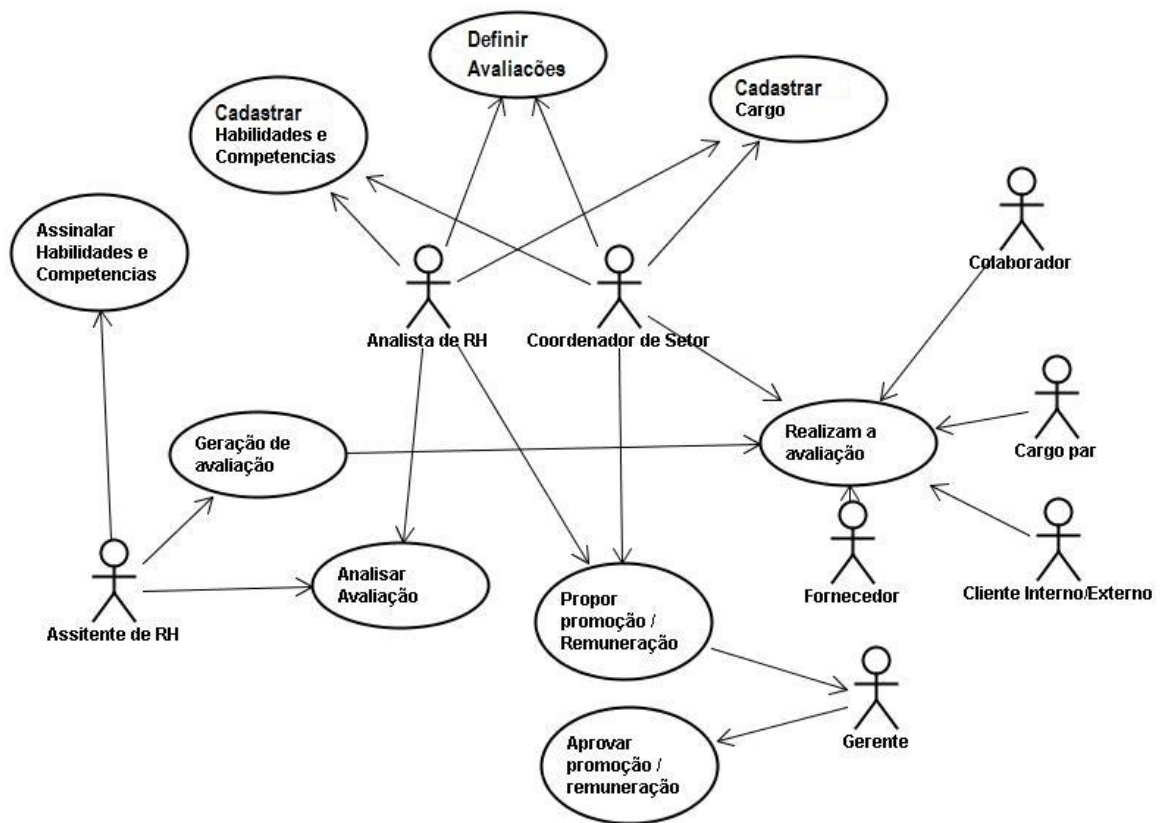 Definir
Avaliacões
Cadastrar
Habilidades e
Competencias
Cadastrar
Cargo
Assinalar
Habilidades e
Competencias
Colaborador
Analista de RH
Coordenador de Setor
Geração de
avaliação
Realizam a
avaliação
Cargo par
Analisar
Avaliação
Propor
promoção /
Remuneração
Fornecedor
Cliente Interno/Externo
Assitente de RH
Gerente
Aprovar
promoção /
remuneração